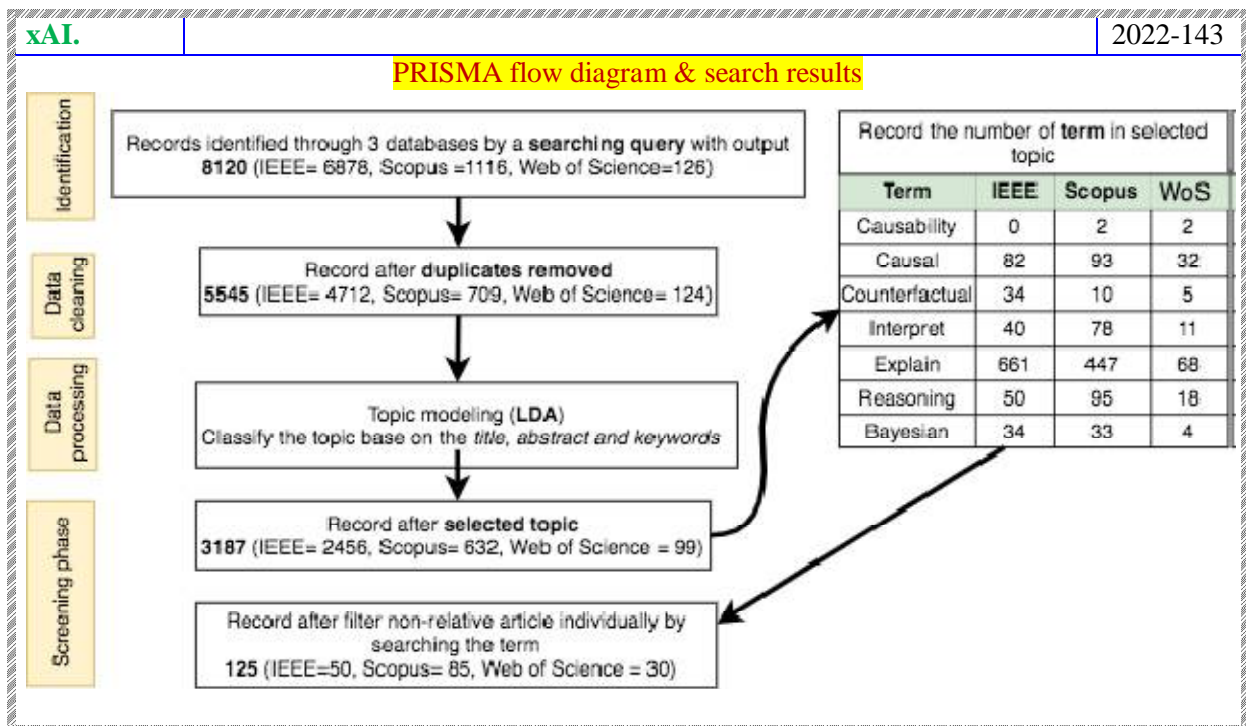 xAI.
2022-143
PRISMA flow diagram & search results
Identification
Records identified through 3 databases by a searching query with output
8120 (IEEE= 6878, Scopus =1116, Web of Science=126)
Data
cleaning
Record after duplicates removed
5545 (IEEE= 4712, Scopus= 709, Web of Science= 124)
Data
processing
Topic modeling (LDA)
Classify the topic base on the title, abstract and keywords
Screening phase
Record after selected topic
3187 (IEEE= 2456, Scopus= 632, Web of Science = 99)
Record after filter non-relative article individually by
searching the term
125 (IEEE=50, Scopus= 85, Web of Science = 30)
Record the number of term in selected
topic
Term IEEE Scopus WoS
Causability 0 2 2
Causal 82 93 32
Counterfactual 34 10 5
Interpret 40 78 11
Explain 661 447 68
Reasoning 50 95 18
Bayesian 34 33 4